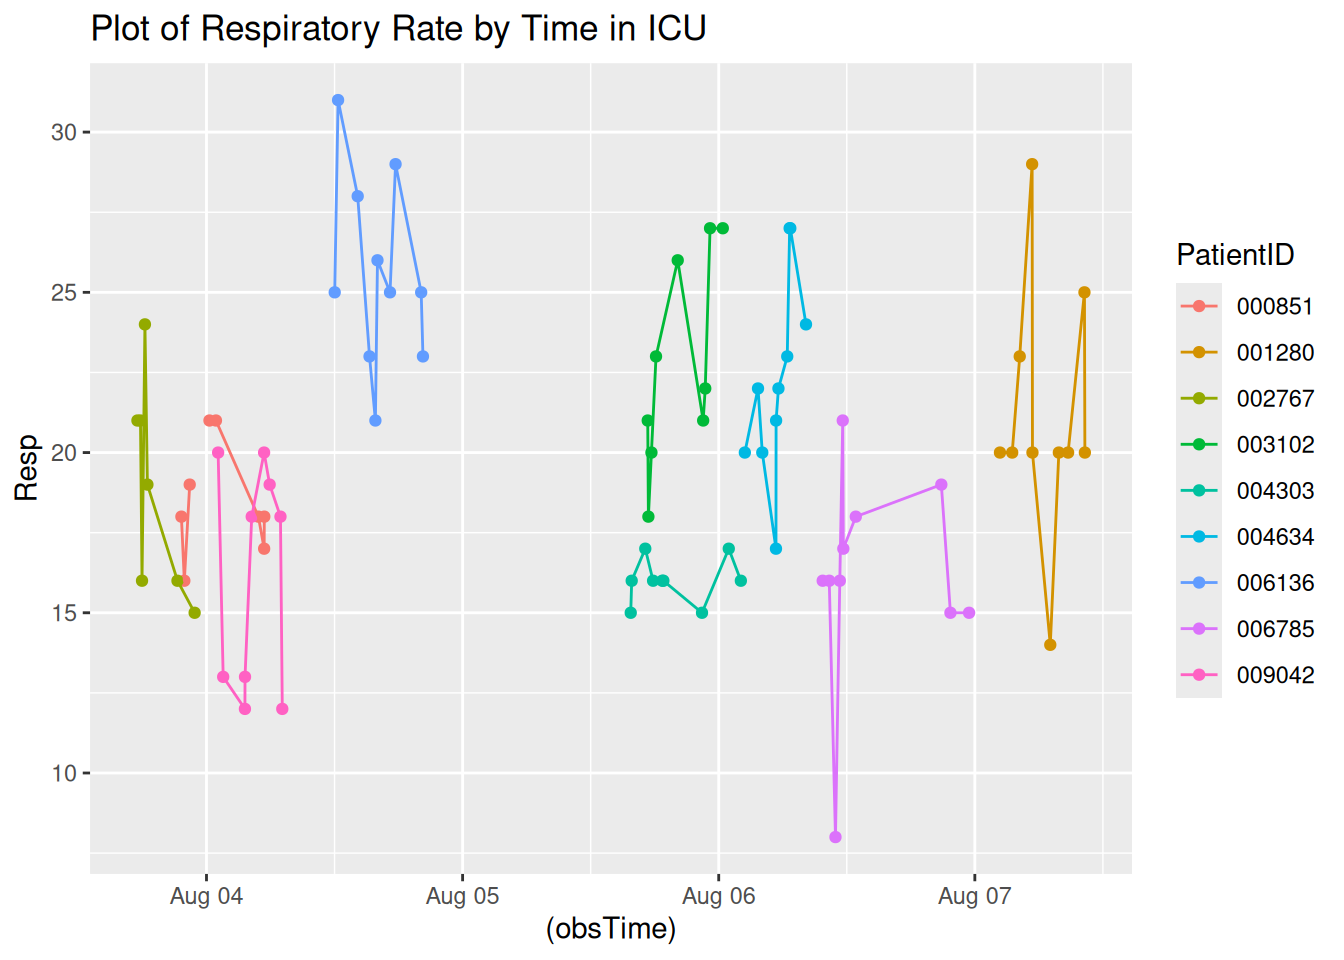 Plot of Respiratory Rate by Time in ICU
Resp
30
25
20
15
10
Aug 04
Aug 05
Aug 06
Aug 07
(obsTime)
PatientID
000851
001280
002767
003102
004303
004634
006136
006785
009042